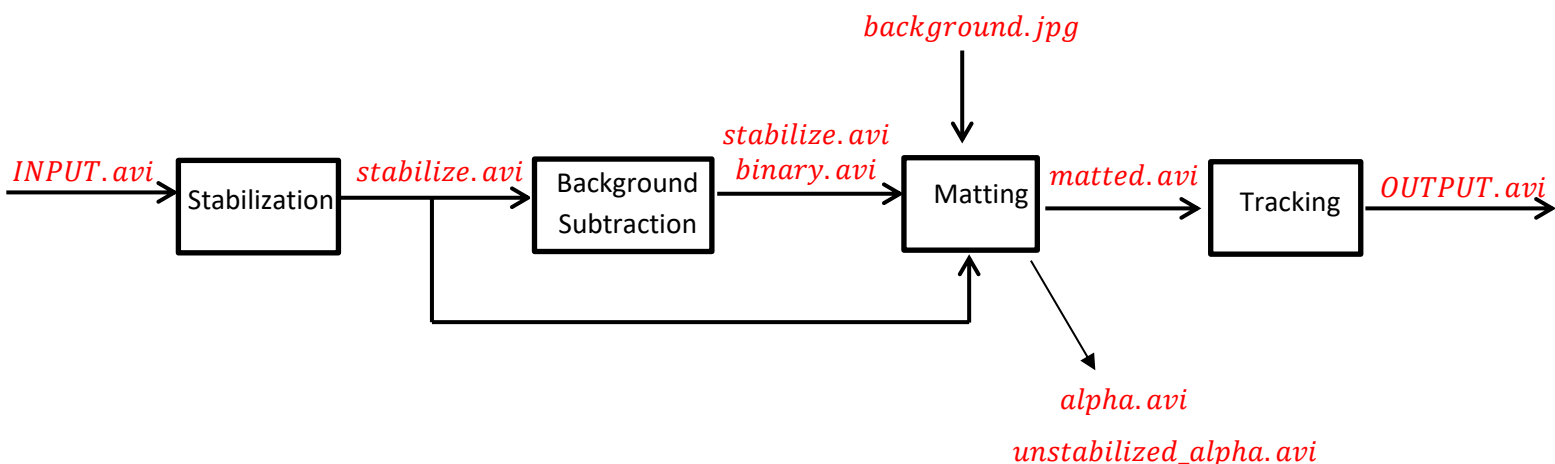 background.jpg
INPUT.avi
Stabilization
stabilize.avi
Background
Subtraction
stabilize.avi
binary.avi
Matting
matted.avi
Tracking
OUTPUT.avi
alpha.avi
unstabilized_alpha.avi